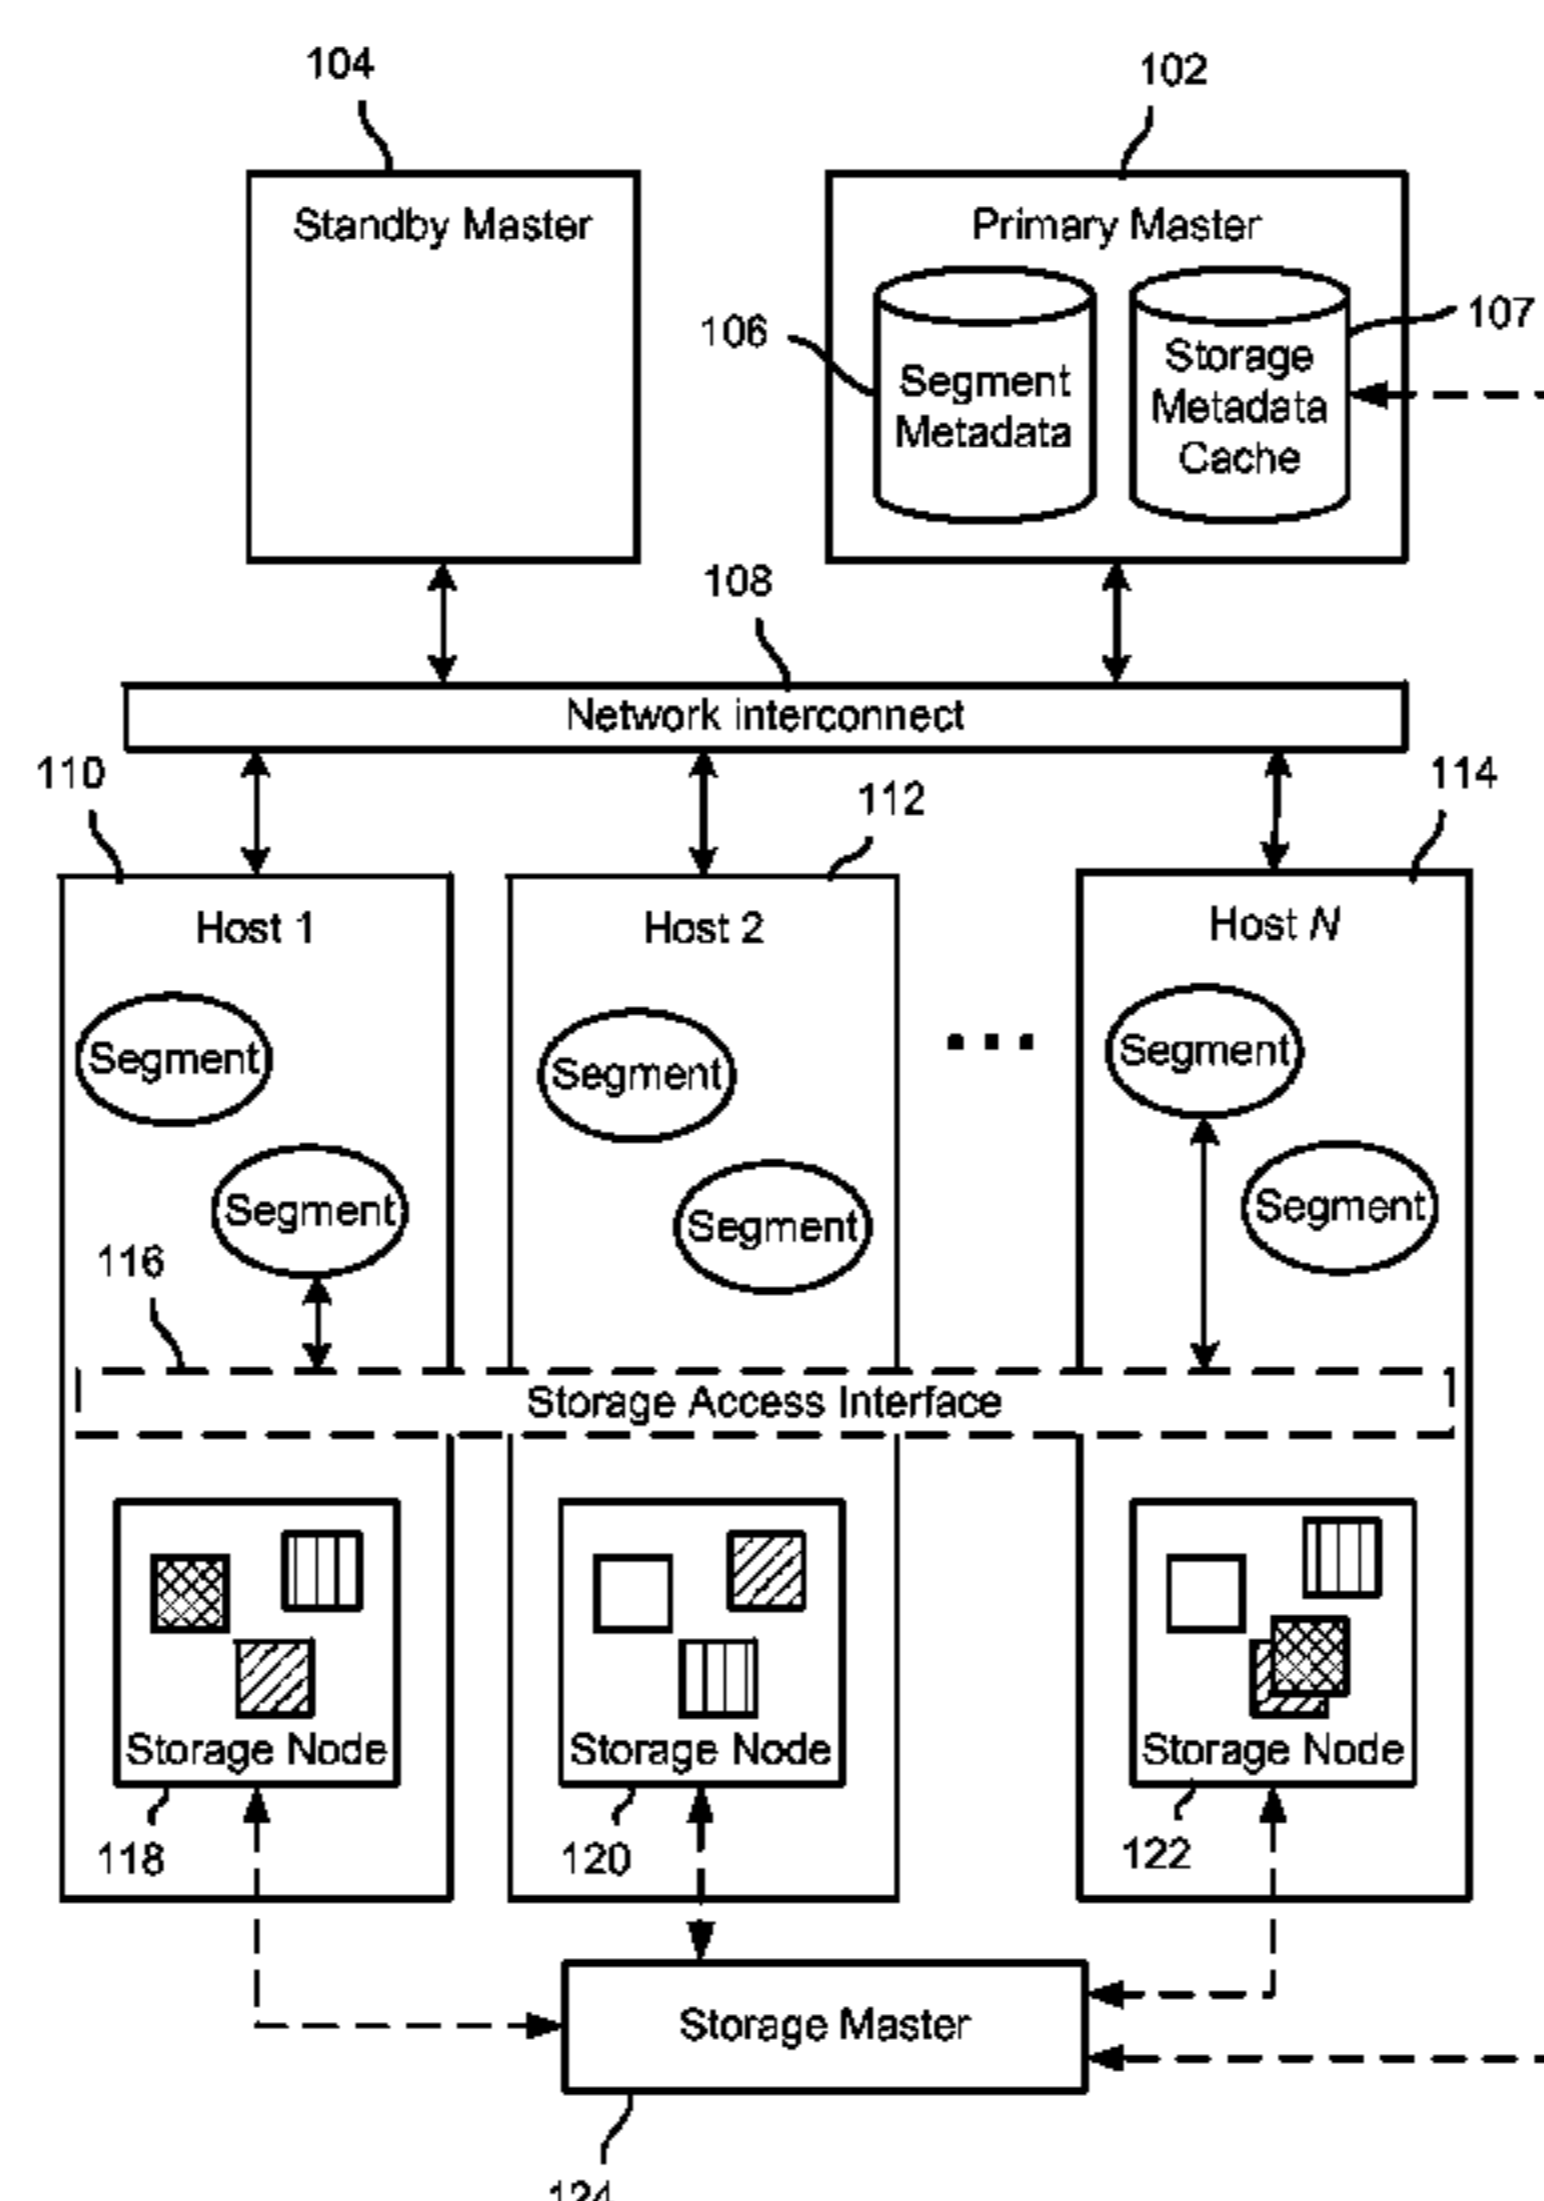 104
102
Standby Master
Primary Master
106
107
Segment
Metadata
Storage
Metadata
Cache
108
Network interconnect
110
112
114
Host 1
Host 2
Host N
Segment
Segment
Segment
Segment
Segment
Segment
116
Storage Access Interface
Storage Node
Storage Node
Storage Node
118
120
122
Storage Master
124